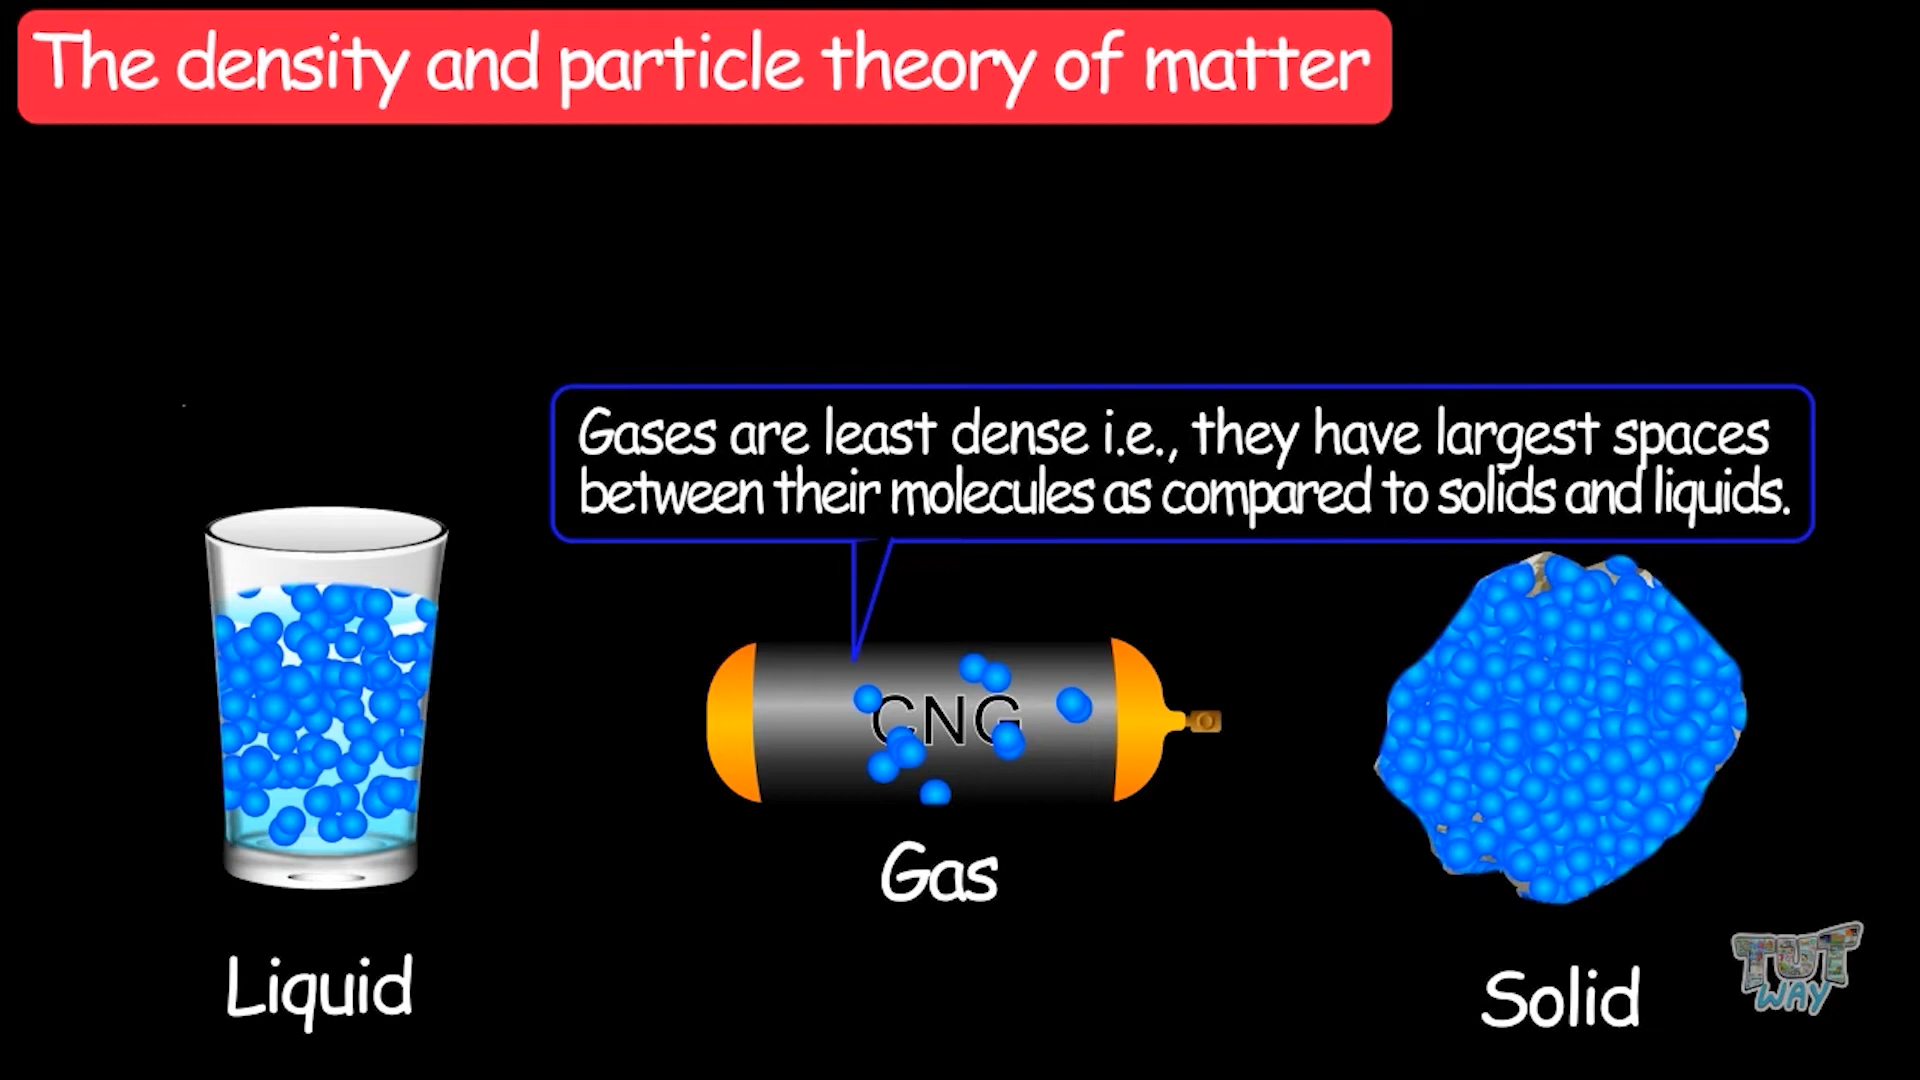 The density and particle theory of matter
Gases are least dense i.e., they have largest spaces
between their molecules as compared to solids and liquids.
CNG
Gas
Liquid
Solid
TUT
WAY